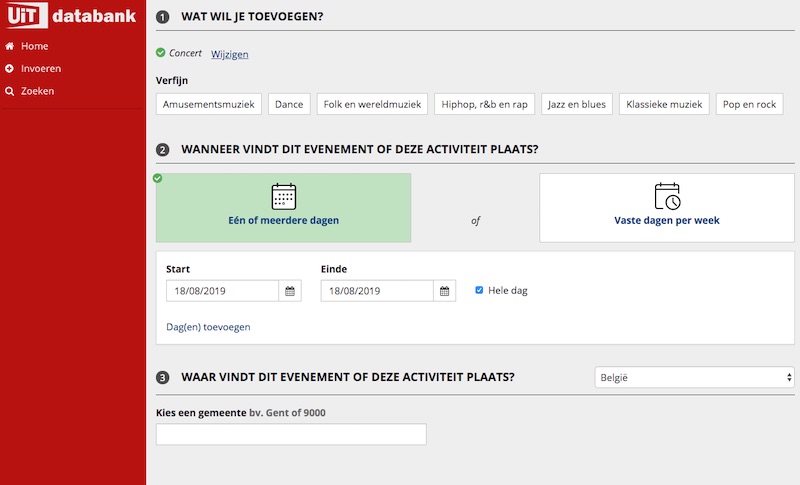 UiT databank
Home
Invoeren
Zoeken
1 WAT WIL JE TOEVOEGEN?
Concert Wijzigen
Verfijn
Amusementsmuziek Dance Folk en wereldmuziek Hiphop, r&b en rap Jazz en blues Klassieke muziek Pop en rock
2 WANNEER VINDT DIT EVENEMENT OF DEZE ACTIVITEIT PLAATS?
Eén of meerdere dagen of Vaste dagen per week
Start Einde
18/08/2019 18/08/2019 Hele dag
Dag(en) toevoegen
3 WAAR VINDT DIT EVENEMENT OF DEZE ACTIVITEIT PLAATS? België
Kies een gemeente bv. Gent of 9000